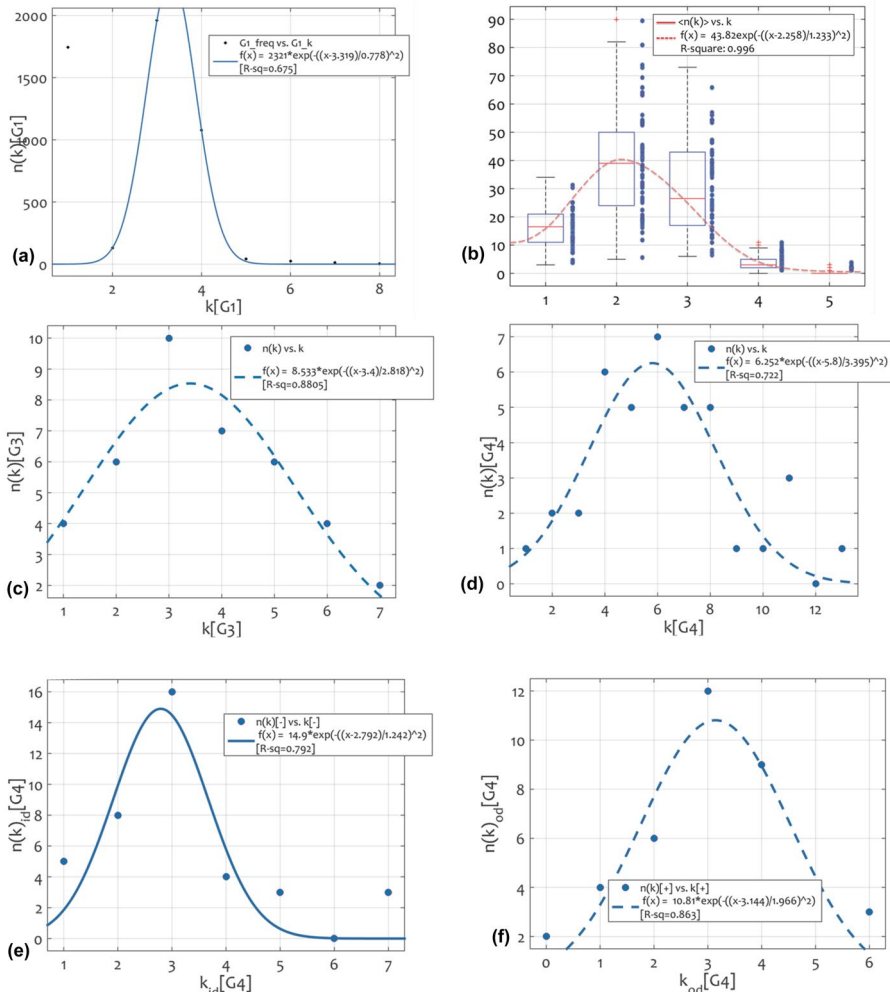 2000
1500
1000
500
0
n(k)[G1]
G1_freq vs. G1_k
f(x) = 2321*exp(-((x-3.319)/0.778)^2)
[R-sq=0.675]
(a)
2 4 6 8
k[G1]
90
80
70
60
50
40
30
20
10
0
<n(k)> vs. k
f(x) = 43.82exp(-((x-2.258)/1.233)^2)
R-square: 0.996
(b)
1 2 3 4 5
10
9
8
7
6
5
4
3
2
n(k)[G3]
n(k) vs. k
f(x) = 8.533*exp(-((x-3.4)/2.818)^2)
[R-sq=0.8805]
(c)
1 2 3 4 5 6 7
k[G3]
7
6
5
4
3
2
1
0
n(k)[G4]
n(k) vs. k
f(x) = 6.252*exp(-((x-5.8)/3.395)^2)
[R-sq=0.722]
(d)
2 4 6 8 10 12
k[G4]
16
14
12
10
8
6
4
2
0
n(k)id[G4]
n(k)[-] vs. k[-]
f(x) = 14.9*exp(-((x-2.792)/1.242)^2)
[R-sq=0.792]
(e)
1 2 3 4 5 6 7
kid[G4]
12
10
8
6
4
2
n(k)od[G4]
n(k)[+] vs. k[+]
f(x) = 10.81*exp(-((x-3.144)/1.966)^2)
[R-sq=0.863]
(f)
0 1 2 3 4 5 6
kod[G4]